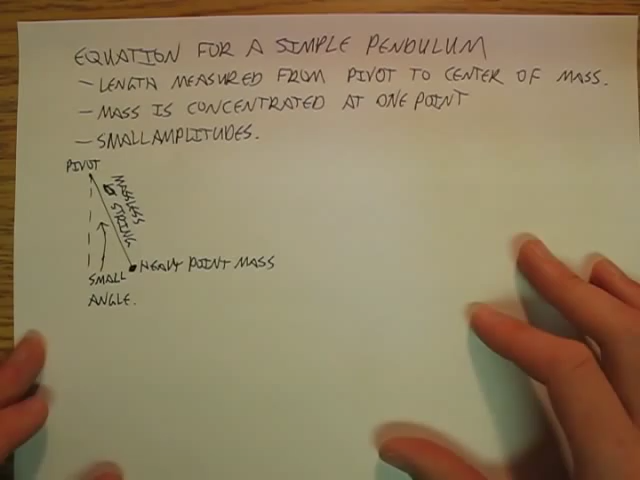 EQUATION FOR A SIMPLE PENDULUM
- LENGTH MEASURED FROM PIVOT TO CENTER OF MASS.
- MASS IS CONCENTRATED AT ONE POINT
- SMALL AMPLITUDES.
PIVOT
MASSLESS
STRING
HEAVY POINT MASS
SMALL
ANGLE.